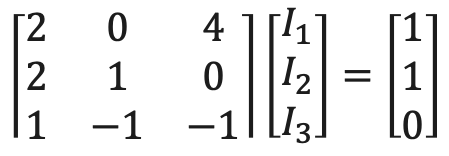 [2 0 4] [I₁] [1]
[2 1 0] [I₂] = [1]
[1 −1 −1] [I₃] [0]